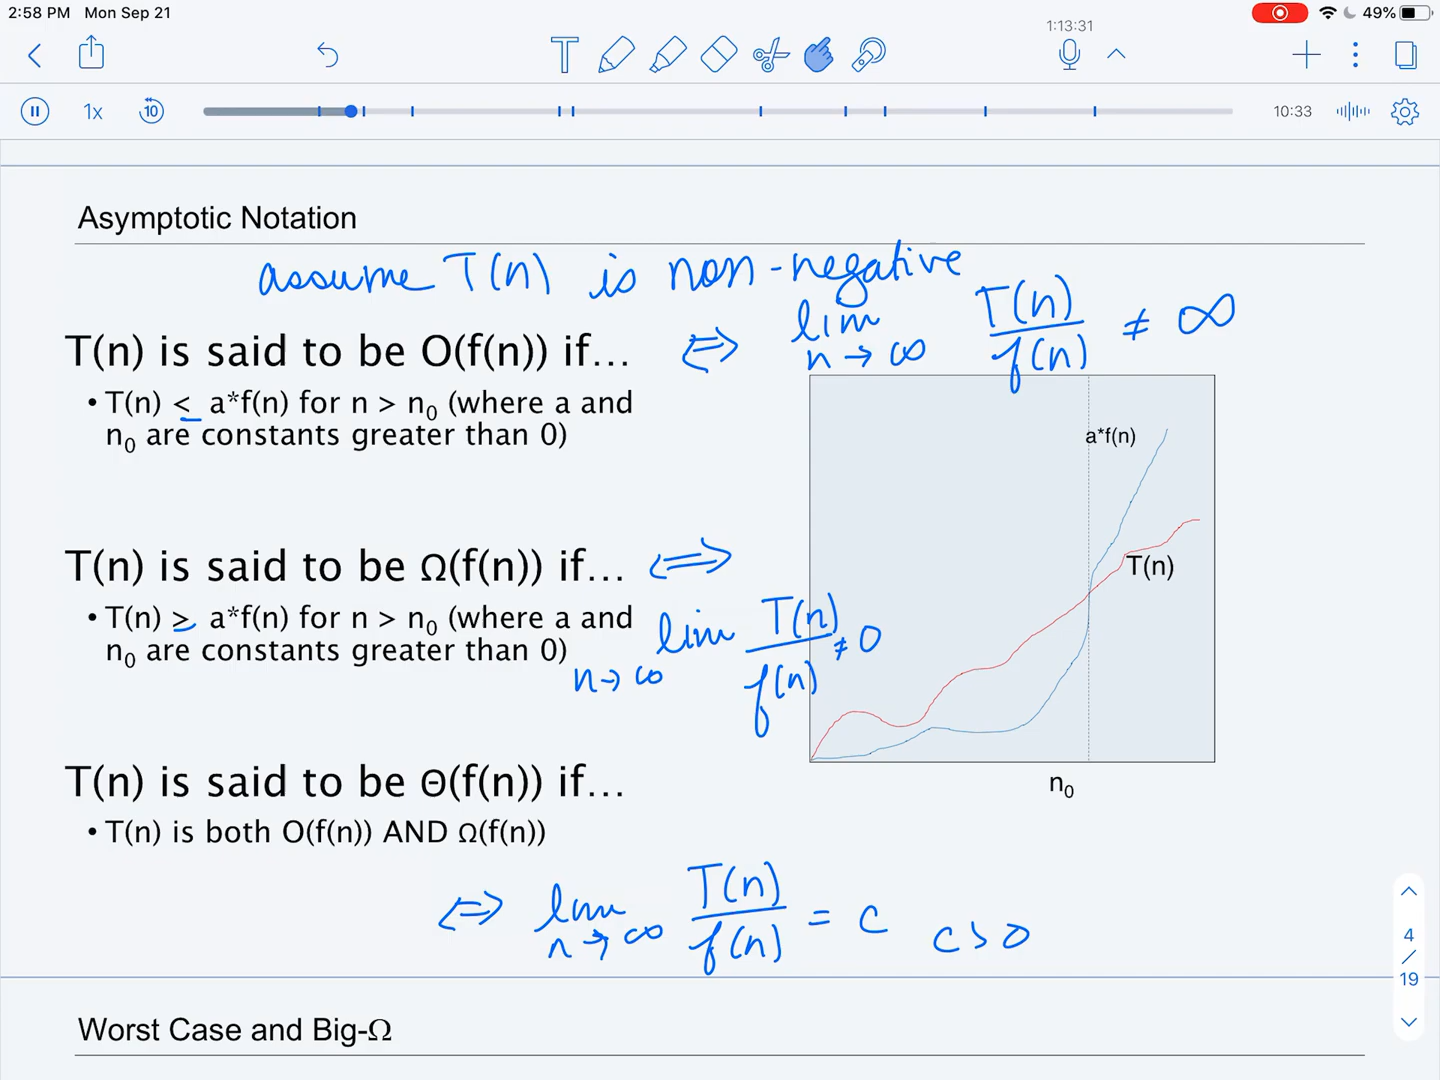 2:58 PM Mon Sep 21
49%
1:13:31
T
1x
10
10:33
Asymptotic Notation
assume T(n) is non-negative
T(n) is said to be O(f(n)) if... ⇔ lim n→∞ T(n)/f(n) ≠ ∞
• T(n) ≤ a*f(n) for n > n₀ (where a and
n₀ are constants greater than 0)
a*f(n)
T(n) is said to be Ω(f(n)) if... ⇔
T(n)
• T(n) ≥ a*f(n) for n > n₀ (where a and
n₀ are constants greater than 0)
lim n→∞ T(n)/f(n) ≠ 0
T(n) is said to be Θ(f(n)) if...
n₀
• T(n) is both O(f(n)) AND Ω(f(n))
⇔ lim n→∞ T(n)/f(n) = c c > 0
4
/
19
Worst Case and Big-Ω